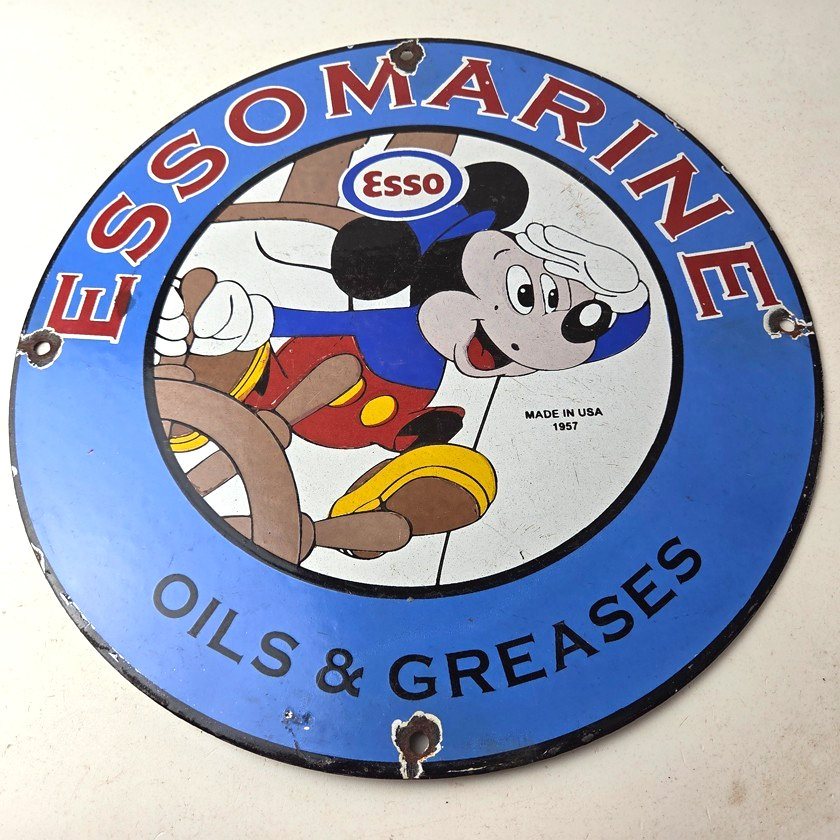 ESSOMARINE
Esso
MADE IN USA
1957
OILS & GREASES